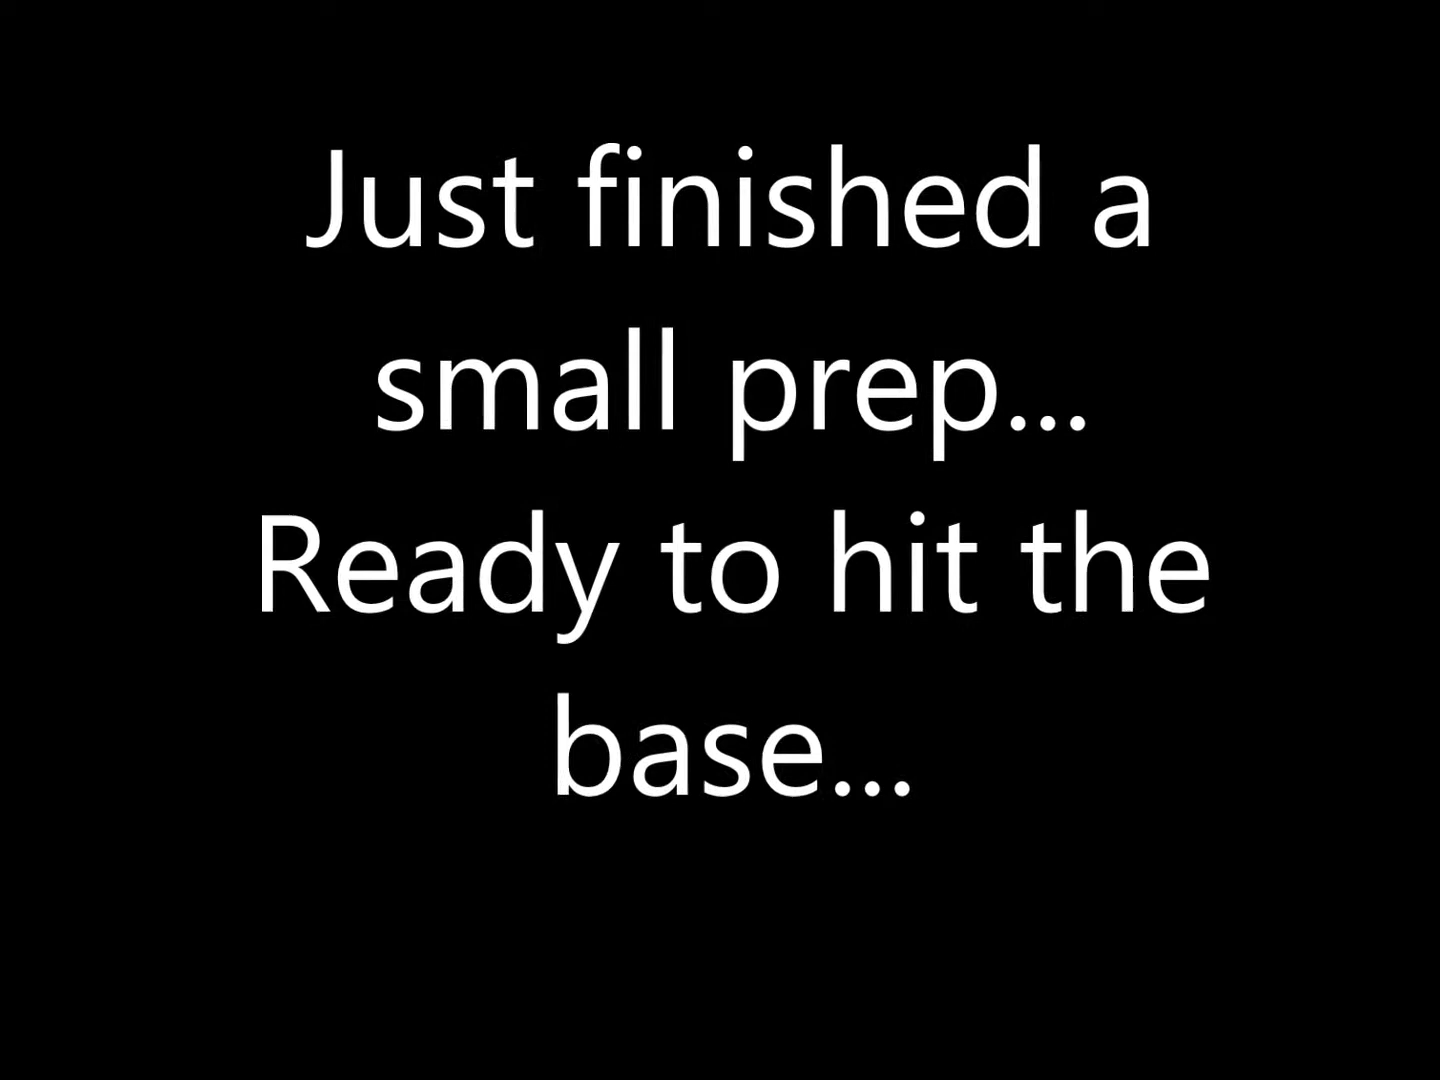 Just finished a
small prep...
Ready to hit the
base...